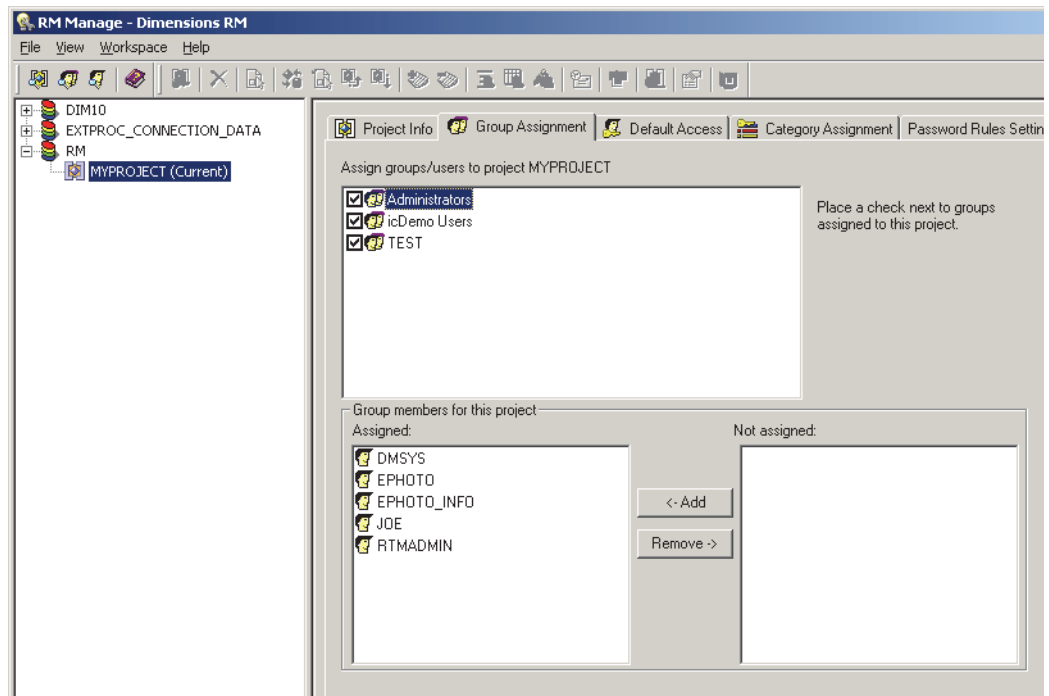 RM Manage - Dimensions RM
File View Workspace Help
DIM10
EXTPROC_CONNECTION_DATA
RM
MYPROJECT (Current)
Project Info Group Assignment Default Access Category Assignment Password Rules Settin
Assign groups/users to project MYPROJECT
Administrators
icDemo Users
TEST
Place a check next to groups
assigned to this project.
Group members for this project
Assigned:
DMSYS
EPHOTO
EPHOTO_INFO
JOE
RTMADMIN
<- Add
Remove ->
Not assigned: